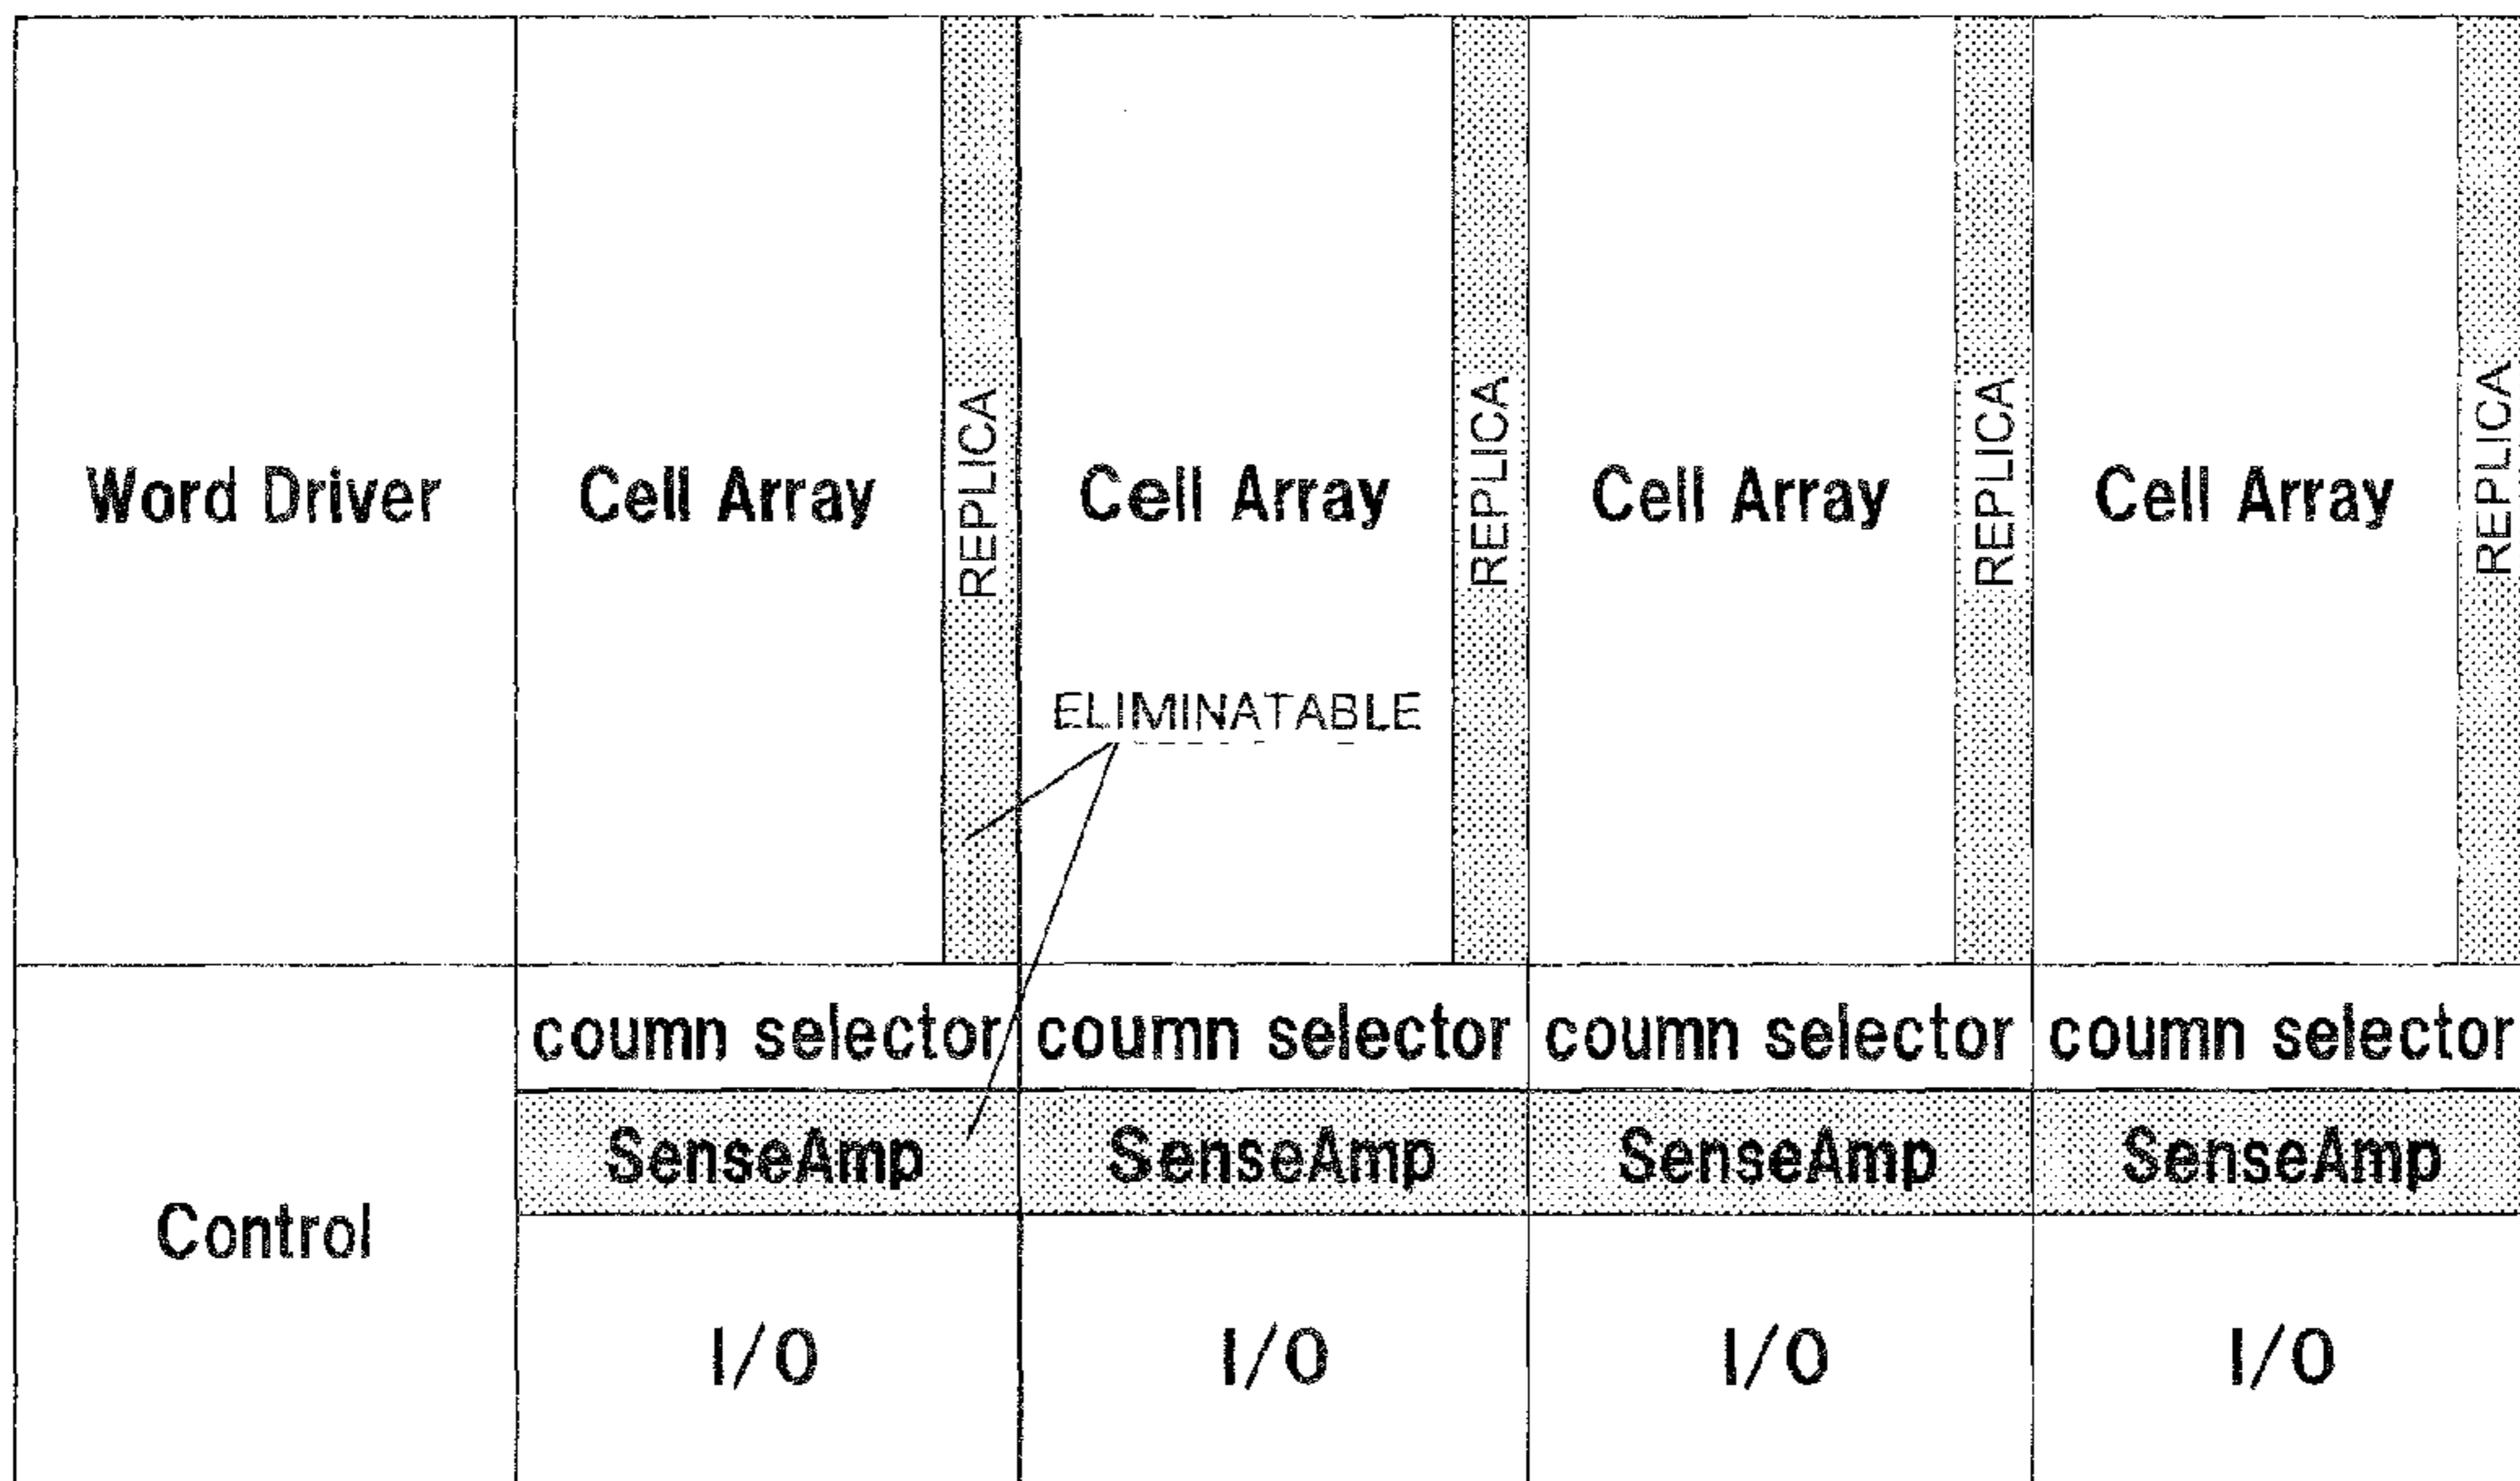 Word Driver
Cell Array
REPLICA
Cell Array
REPLICA
Cell Array
REPLICA
Cell Array
REPLICA
ELIMINATABLE
coumn selector
coumn selector
coumn selector
coumn selector
SenseAmp
SenseAmp
SenseAmp
SenseAmp
Control
I/O
I/O
I/O
I/O